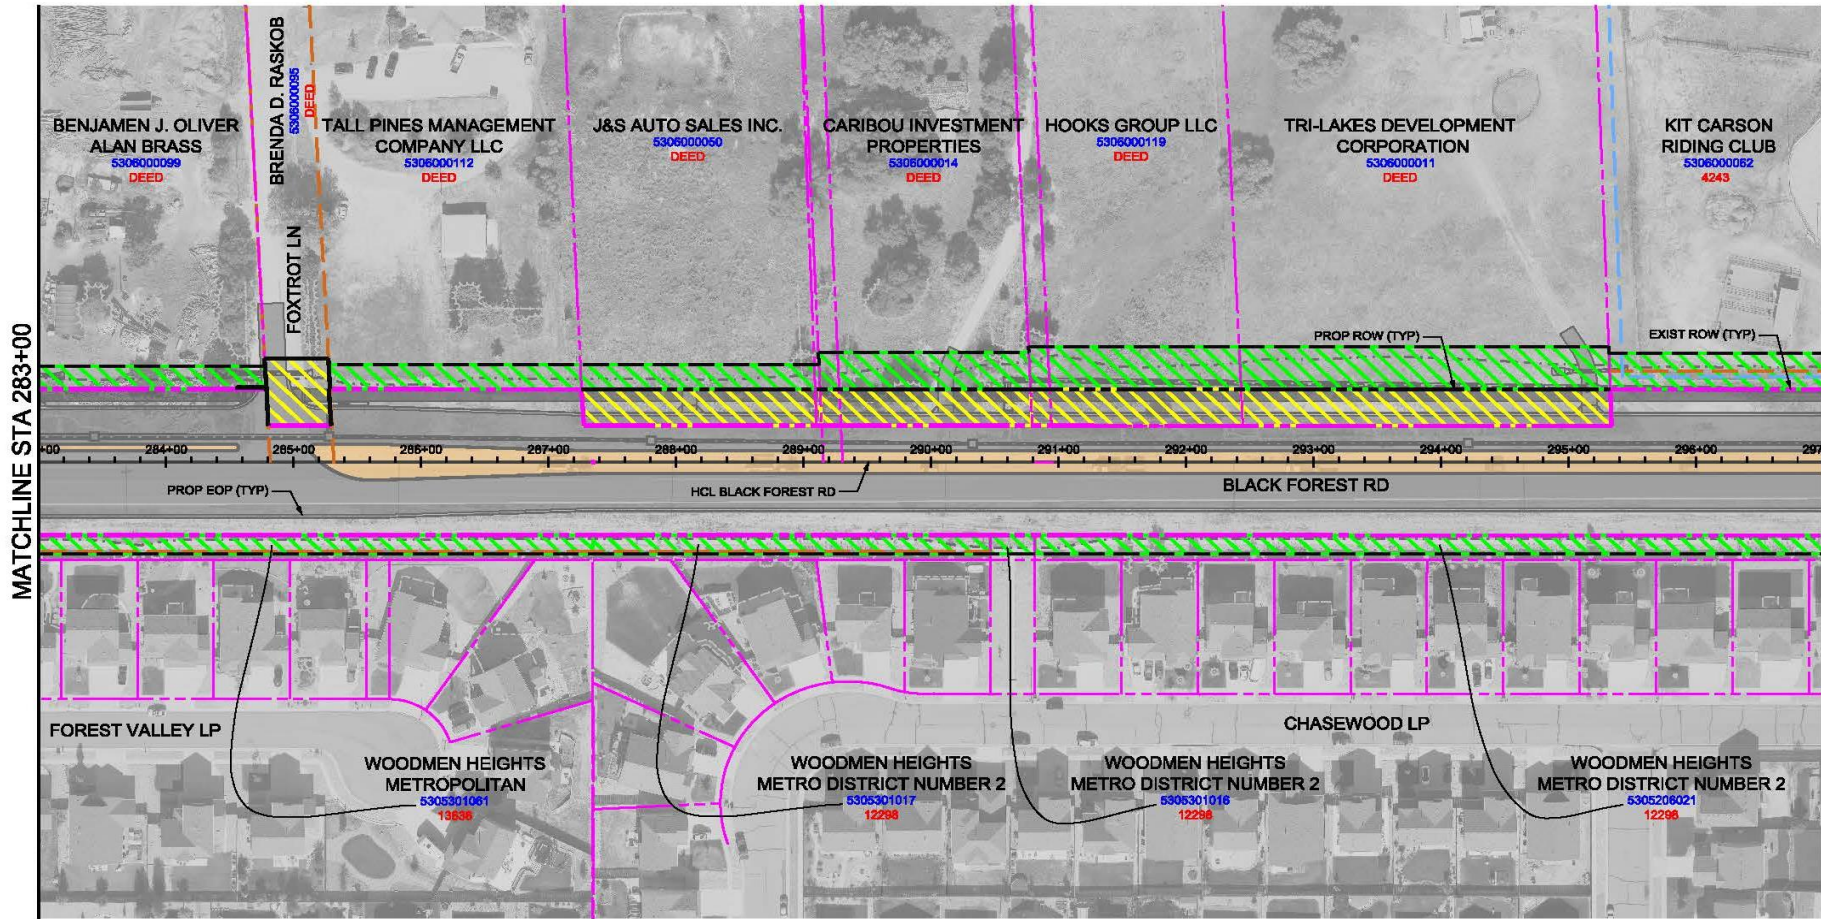 BENJAMEN J. OLIVER
ALAN BRASS
5306000099
DEED
BRENDA D. RASKOB
5306000095
DEED
FOXTROT LN
TALL PINES MANAGEMENT
COMPANY LLC
5306000112
DEED
J&S AUTO SALES INC.
5306000050
DEED
CARIBOU INVESTMENT
PROPERTIES
5306000014
DEED
HOOKS GROUP LLC
5306000119
DEED
TRI-LAKES DEVELOPMENT
CORPORATION
5306000011
DEED
KIT CARSON
RIDING CLUB
5306000062
4243
PROP ROW (TYP)
EXIST ROW (TYP)
MATCHLINE STA 283+00
+00
284+00
285+00
286+00
287+00
288+00
289+00
290+00
291+00
292+00
293+00
294+00
295+00
296+00
297
PROP EOP (TYP)
HCL BLACK FOREST RD
BLACK FOREST RD
FOREST VALLEY LP
CHASEWOOD LP
WOODMEN HEIGHTS
METROPOLITAN
5305301061
13636
WOODMEN HEIGHTS
METRO DISTRICT NUMBER 2
5305301017
12298
WOODMEN HEIGHTS
METRO DISTRICT NUMBER 2
5305301016
12298
WOODMEN HEIGHTS
METRO DISTRICT NUMBER 2
5305206021
12298